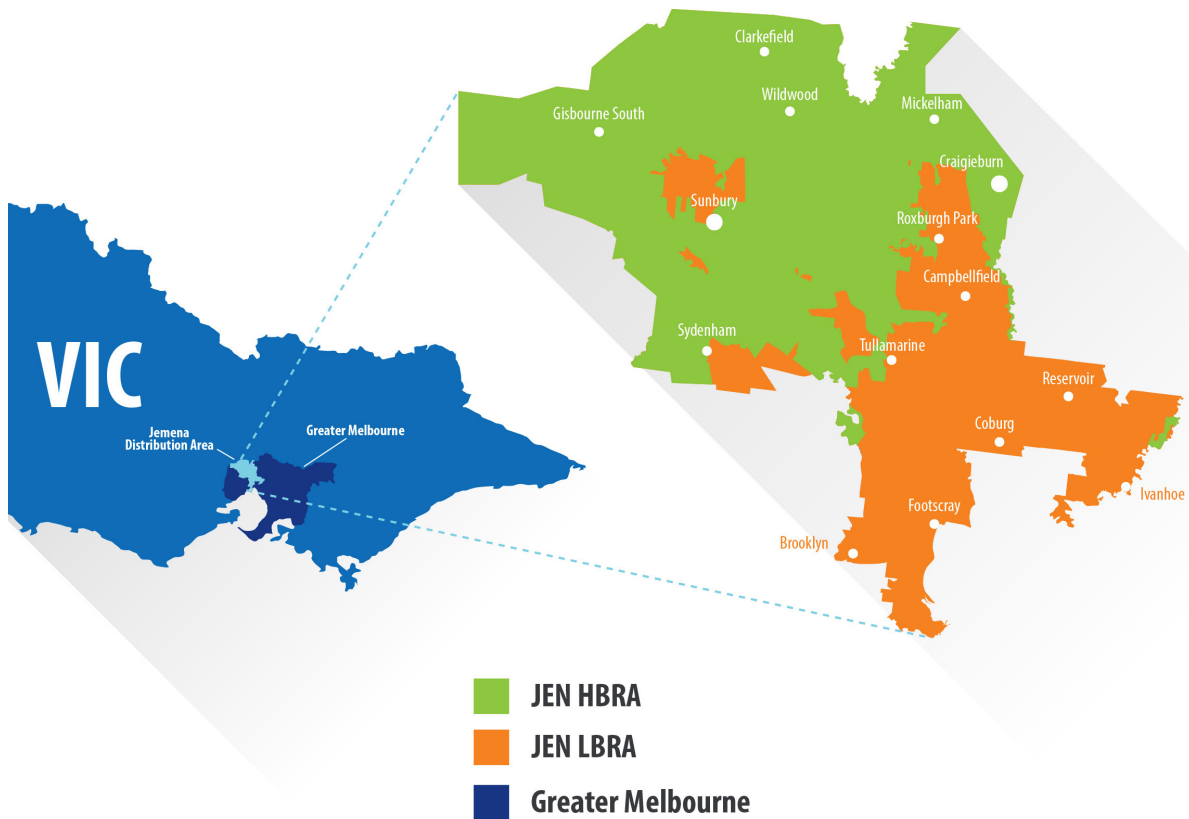 Clarkefield
Wildwood
Mickelham
Gisbourne South
Craigieburn
Sunbury
Roxburgh Park
Campbellfield
Sydenham
Tullamarine
Reservoir
Coburg
Ivanhoe
Footscray
Brooklyn
VIC
Jemena
Distribution Area
Greater Melbourne
JEN HBRA
JEN LBRA
Greater Melbourne